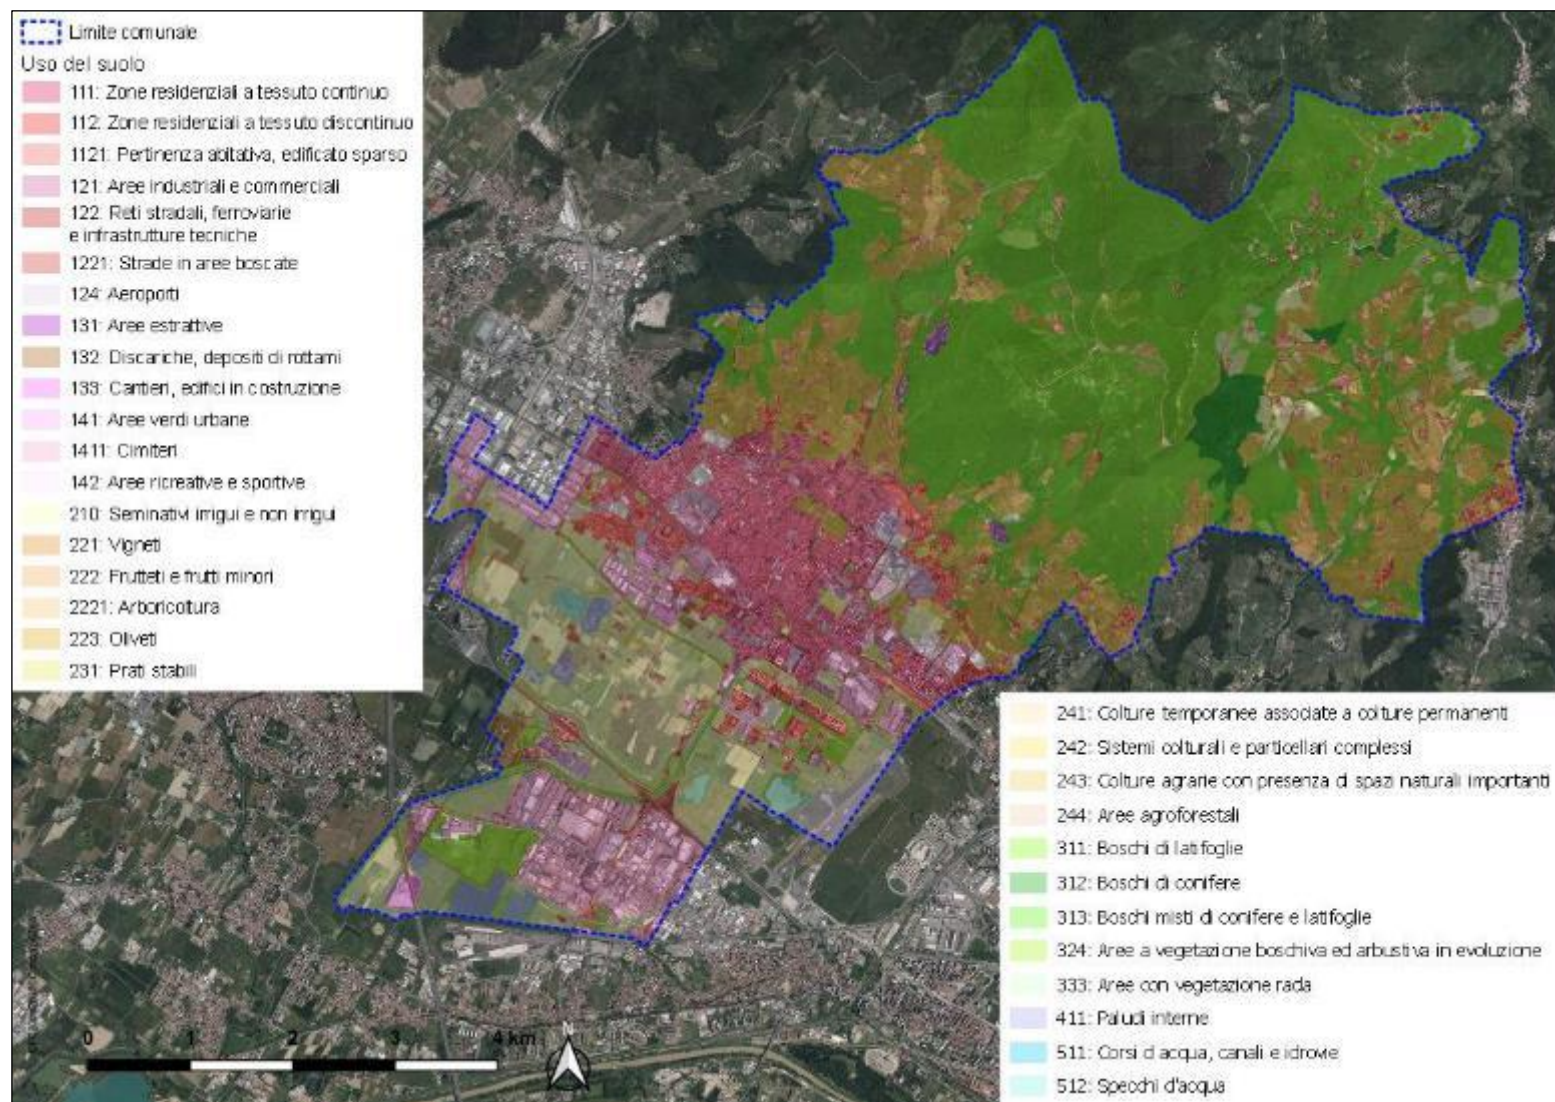 Limite comunale
Uso del suolo
111: Zone residenziali a tessuto continuo
112: Zone residenziali a tessuto discontinuo
1121: Pertinenza abitativa, edificato sparso
121: Aree industriali e commerciali
122: Reti stradali, ferroviarie
e infrastrutture tecniche
1221: Strade in aree boscate
124: Aeroporti
131: Aree estrattive
132: Discariche, depositi di rottami
133: Cantieri, edifici in costruzione
141: Aree verdi urbane
1411: Cimiteri
142: Aree ricreative e sportive
210: Seminativi irrigui e non irrigui
221: Vigneti
222: Frutteti e frutti minori
2221: Arboricoltura
223: Oliveti
231: Prati stabili
241: Colture temporanee associate a colture permanenti
242: Sistemi colturali e particellari complessi
243: Colture agrarie con presenza di spazi naturali importanti
244: Aree agroforestali
311: Boschi di latifoglie
312: Boschi di conifere
313: Boschi misti di conifere e latifoglie
324: Aree a vegetazione boschiva ed arbustiva in evoluzione
333: Aree con vegetazione rada
411: Paludi interne
511: Corsi d'acqua, canali e idrovie
512: Specchi d'acqua
0 1 2 3 4 km
N